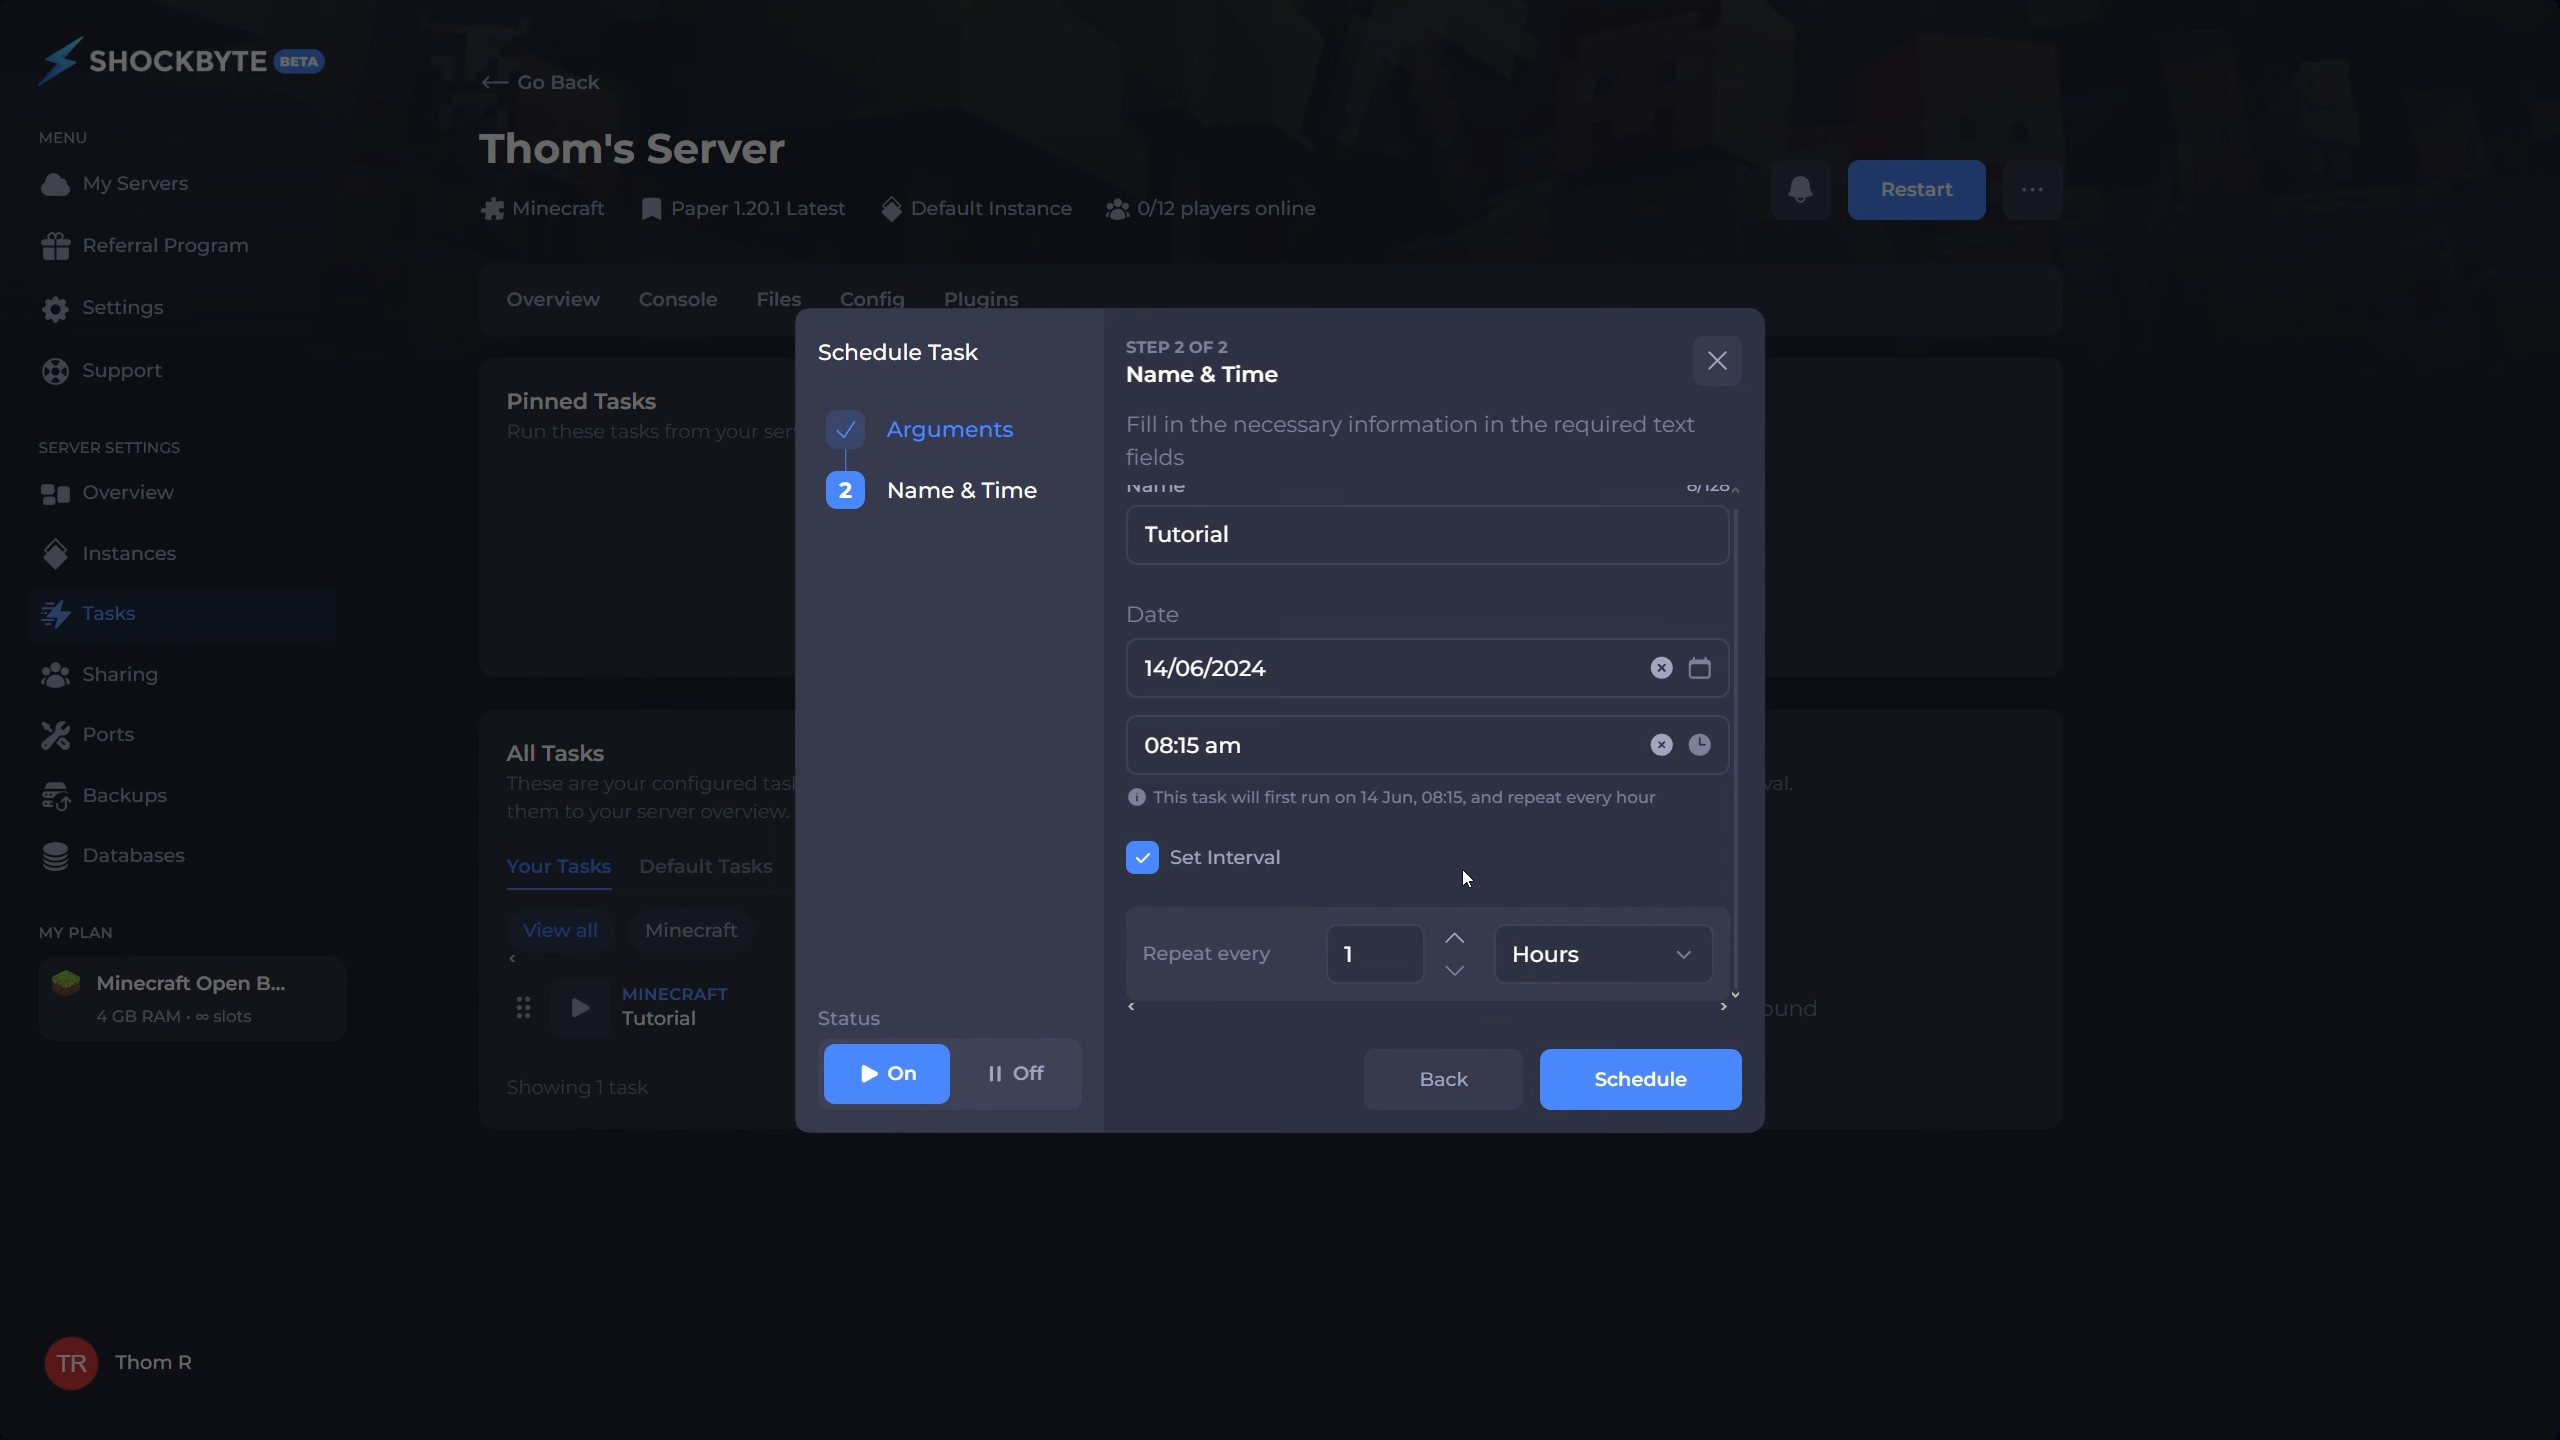 SHOCKBYTE BETA
MENU
My Servers
Referral Program
Settings
Support
SERVER SETTINGS
Overview
Instances
Tasks
Sharing
Ports
Backups
Databases
MY PLAN
Minecraft Open B...
4 GB RAM • ∞ slots
TR Thom R
Go Back
Thom's Server
Minecraft Paper 1.20.1 Latest Default Instance 0/12 players online
Restart
Overview Console Files Config Plugins
Pinned Tasks
Run these tasks from your ser
All Tasks
These are your configured tas
them to your server overview.
Your Tasks Default Tasks
View all Minecraft
MINECRAFT
Tutorial
Showing 1 task
Schedule Task
Arguments
2 Name & Time
Status
On Off
STEP 2 OF 2
Name & Time
Fill in the necessary information in the required text
fields
Name 8/128
Tutorial
Date
14/06/2024
08:15 am
This task will first run on 14 Jun, 08:15, and repeat every hour
Set Interval
Repeat every 1 Hours
Back Schedule